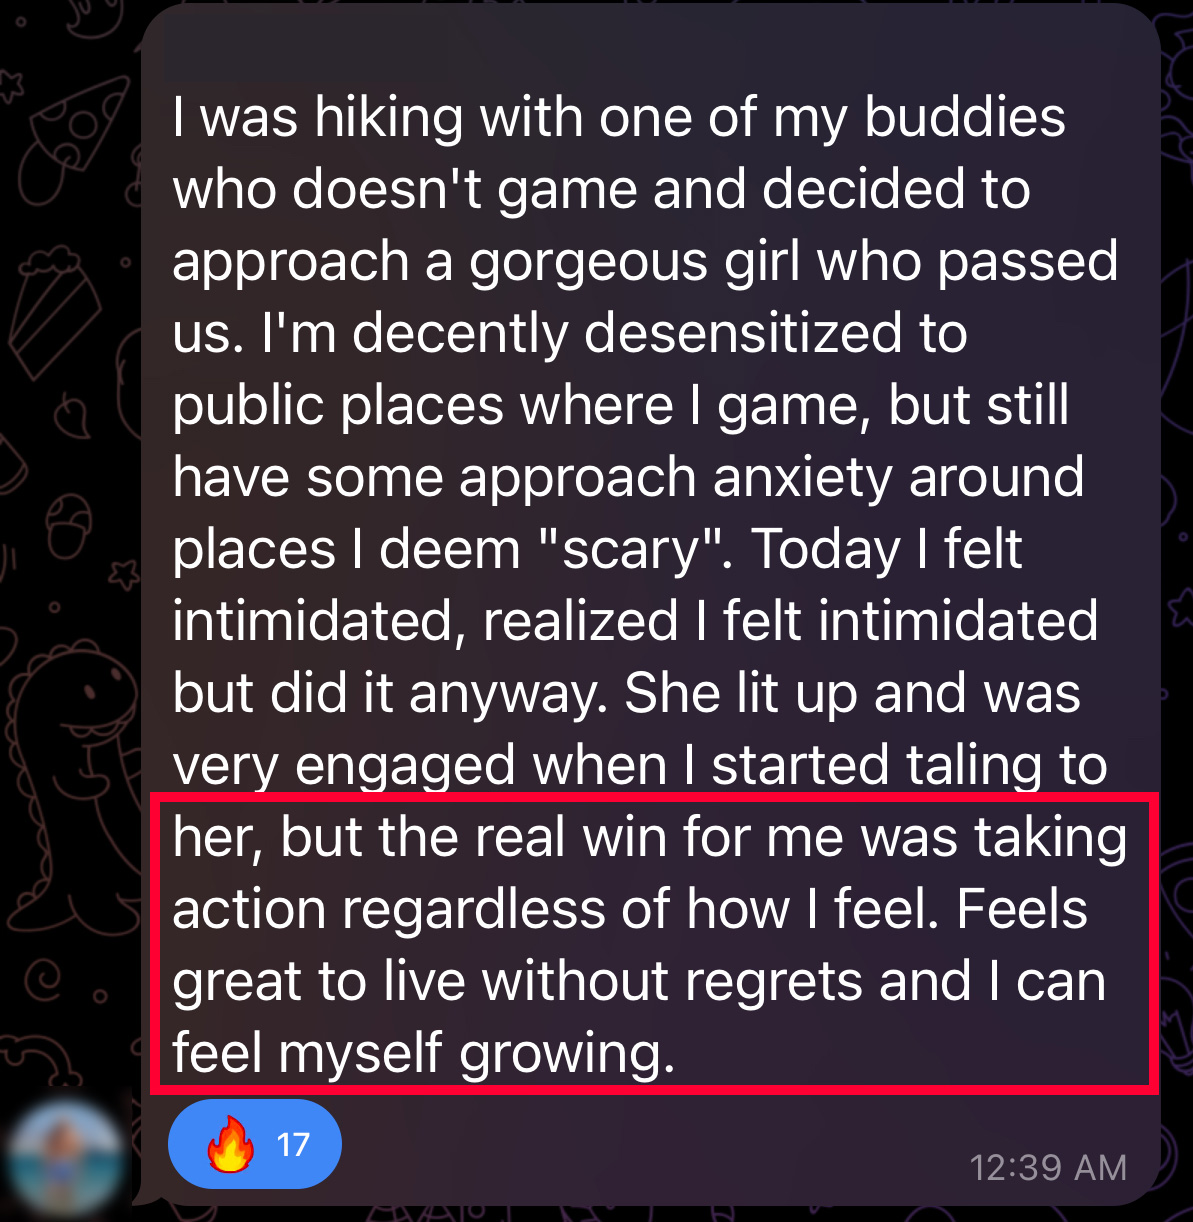 I was hiking with one of my buddies
who doesn't game and decided to
approach a gorgeous girl who passed
us. I'm decently desensitized to
public places where I game, but still
have some approach anxiety around
places I deem "scary". Today I felt
intimidated, realized I felt intimidated
but did it anyway. She lit up and was
very engaged when I started taling to
her, but the real win for me was taking
action regardless of how I feel. Feels
great to live without regrets and I can
feel myself growing.
🔥 17
12:39 AM